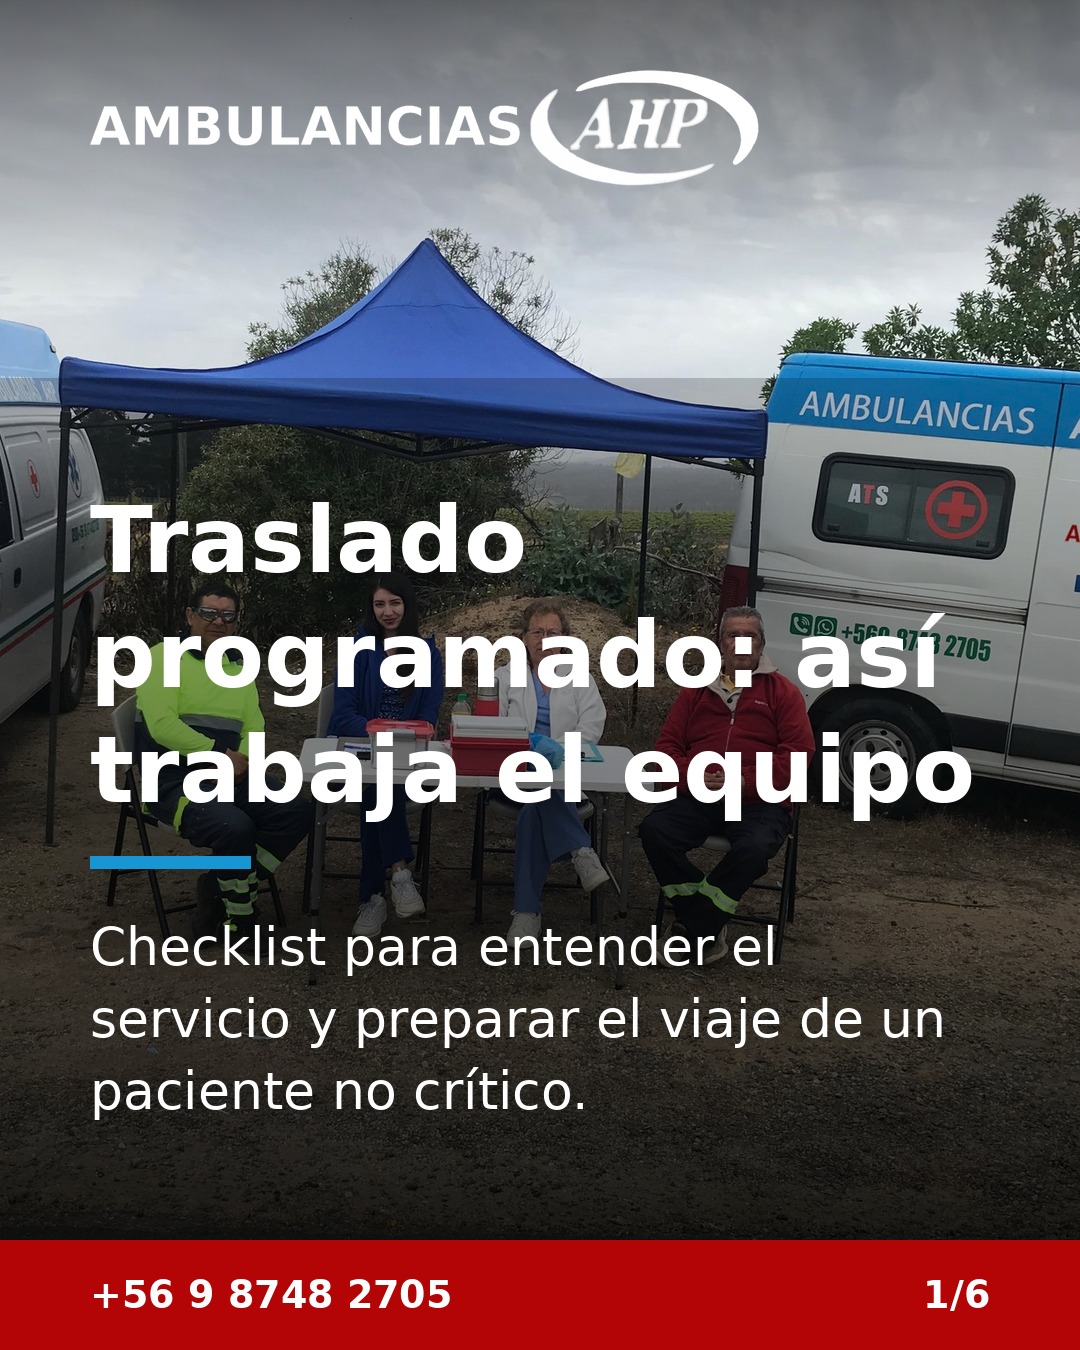 AMBULANCIAS AHP
AMBULANCIAS
ATS
Traslado
programado: así
trabaja el equipo
Checklist para entender el
servicio y preparar el viaje de un
paciente no crítico.
+56 9 8748 2705
1/6